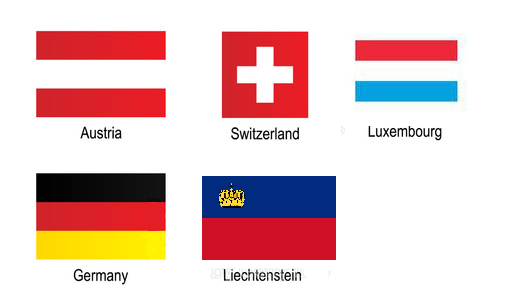 Austria
Switzerland
Luxembourg
Germany
Liechtenstein